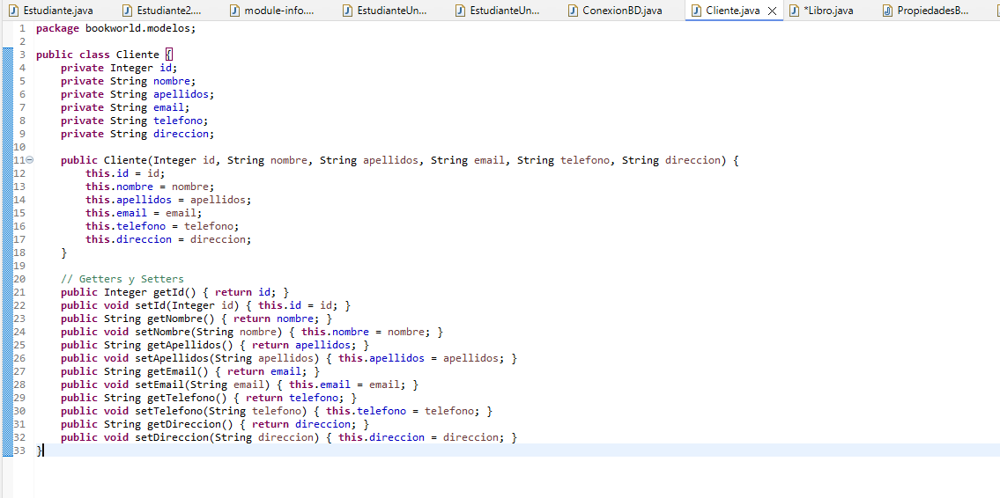 Estudiante.java Estudiante2.... module-info.... EstudianteUn... EstudianteUn... ConexionBD.java Cliente.java *Libro.java PropiedadesB...
1 package bookworld.modelos;
2
3 public class Cliente {
4     private Integer id;
5     private String nombre;
6     private String apellidos;
7     private String email;
8     private String telefono;
9     private String direccion;
10
11     public Cliente(Integer id, String nombre, String apellidos, String email, String telefono, String direccion) {
12         this.id = id;
13         this.nombre = nombre;
14         this.apellidos = apellidos;
15         this.email = email;
16         this.telefono = telefono;
17         this.direccion = direccion;
18     }
19
20     // Getters y Setters
21     public Integer getId() { return id; }
22     public void setId(Integer id) { this.id = id; }
23     public String getNombre() { return nombre; }
24     public void setNombre(String nombre) { this.nombre = nombre; }
25     public String getApellidos() { return apellidos; }
26     public void setApellidos(String apellidos) { this.apellidos = apellidos; }
27     public String getEmail() { return email; }
28     public void setEmail(String email) { this.email = email; }
29     public String getTelefono() { return telefono; }
30     public void setTelefono(String telefono) { this.telefono = telefono; }
31     public String getDireccion() { return direccion; }
32     public void setDireccion(String direccion) { this.direccion = direccion; }
33 }